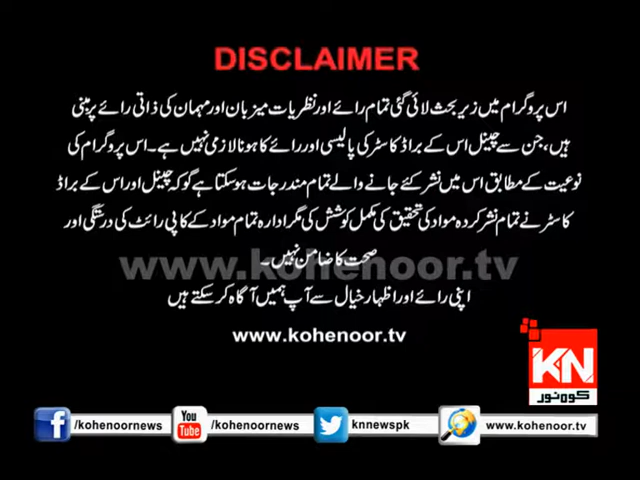 DISCLAIMER
اس پروگرام میں زیر بحث لائی گئی تمام رائے اور نظریات میزبان اور مہمان کی ذاتی رائے پر مبنی
ہیں، جن سے چینل اس کے براڈ کاسٹر کی پالیسی اور رائے کا ہونا لازمی نہیں ہے۔ اس پروگرام کی
نوعیت کے مطابق اس میں نشر کئے جانے والے تمام مندرجات ہو سکتا ہے گو کہ چینل اور اس کے براڈ
کاسٹر نے تمام نشر کردہ مواد کی تحقیق کی مکمل کوشش کی مگر ادارہ تمام مواد کے کاپی رائٹ کی درستگی اور
صحت کا ضامن نہیں۔
www.kohenoor.tv
اپنی رائے اور اظہار خیال سے آپ ہمیں آگاہ کر سکتے ہیں
www.kohenoor.tv
KN
کوہ نور
f /kohenoornews
You Tube /kohenoornews
knnewspk
www.kohenoor.tv